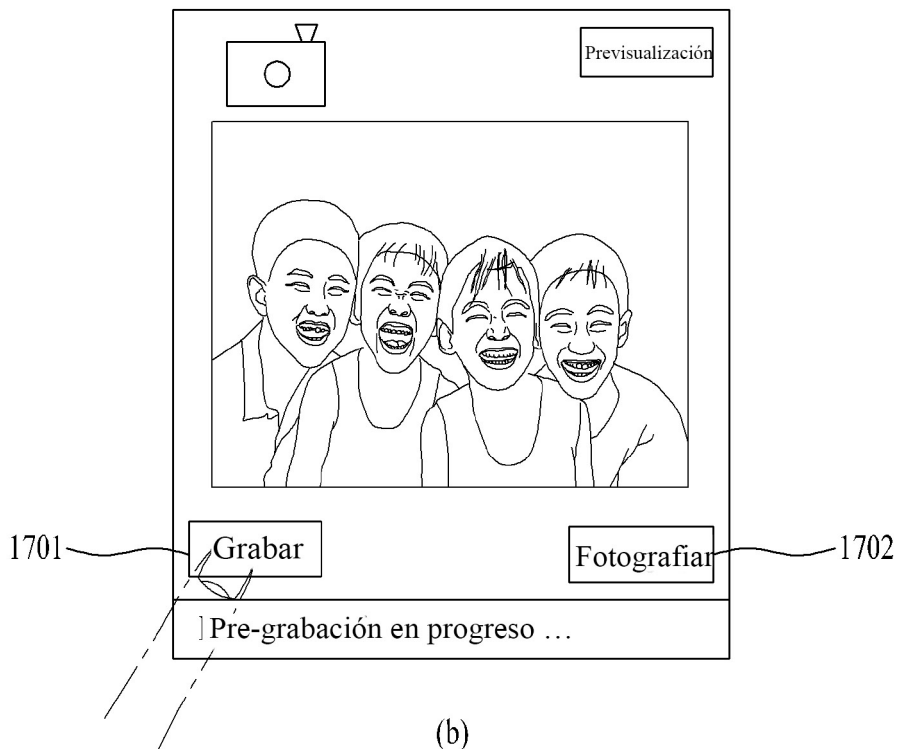 Previsualización
1701
Grabar
Fotografiar
1702
Pre-grabación en progreso …
(b)